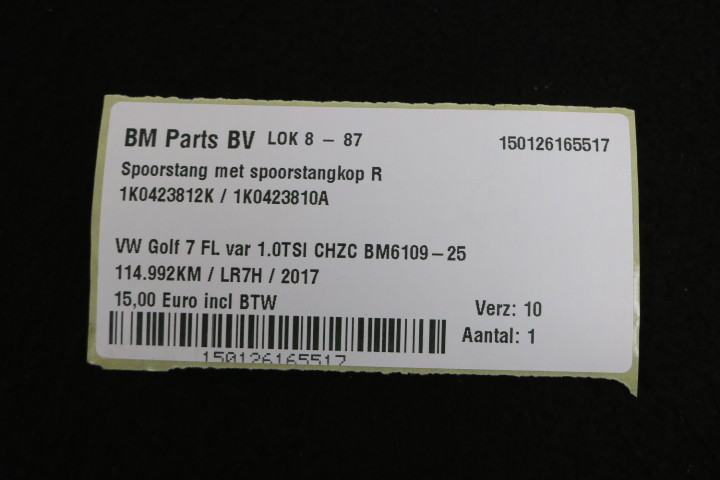 BM Parts BV LOK 8 - 87 150126165517
Spoorstang met spoorstangkop R
1K0423812K / 1K0423810A
VW Golf 7 FL var 1.0TSI CHZC BM6109-25
114.992KM / LR7H / 2017
15,00 Euro incl BTW
Verz: 10
Aantal: 1
150126165517